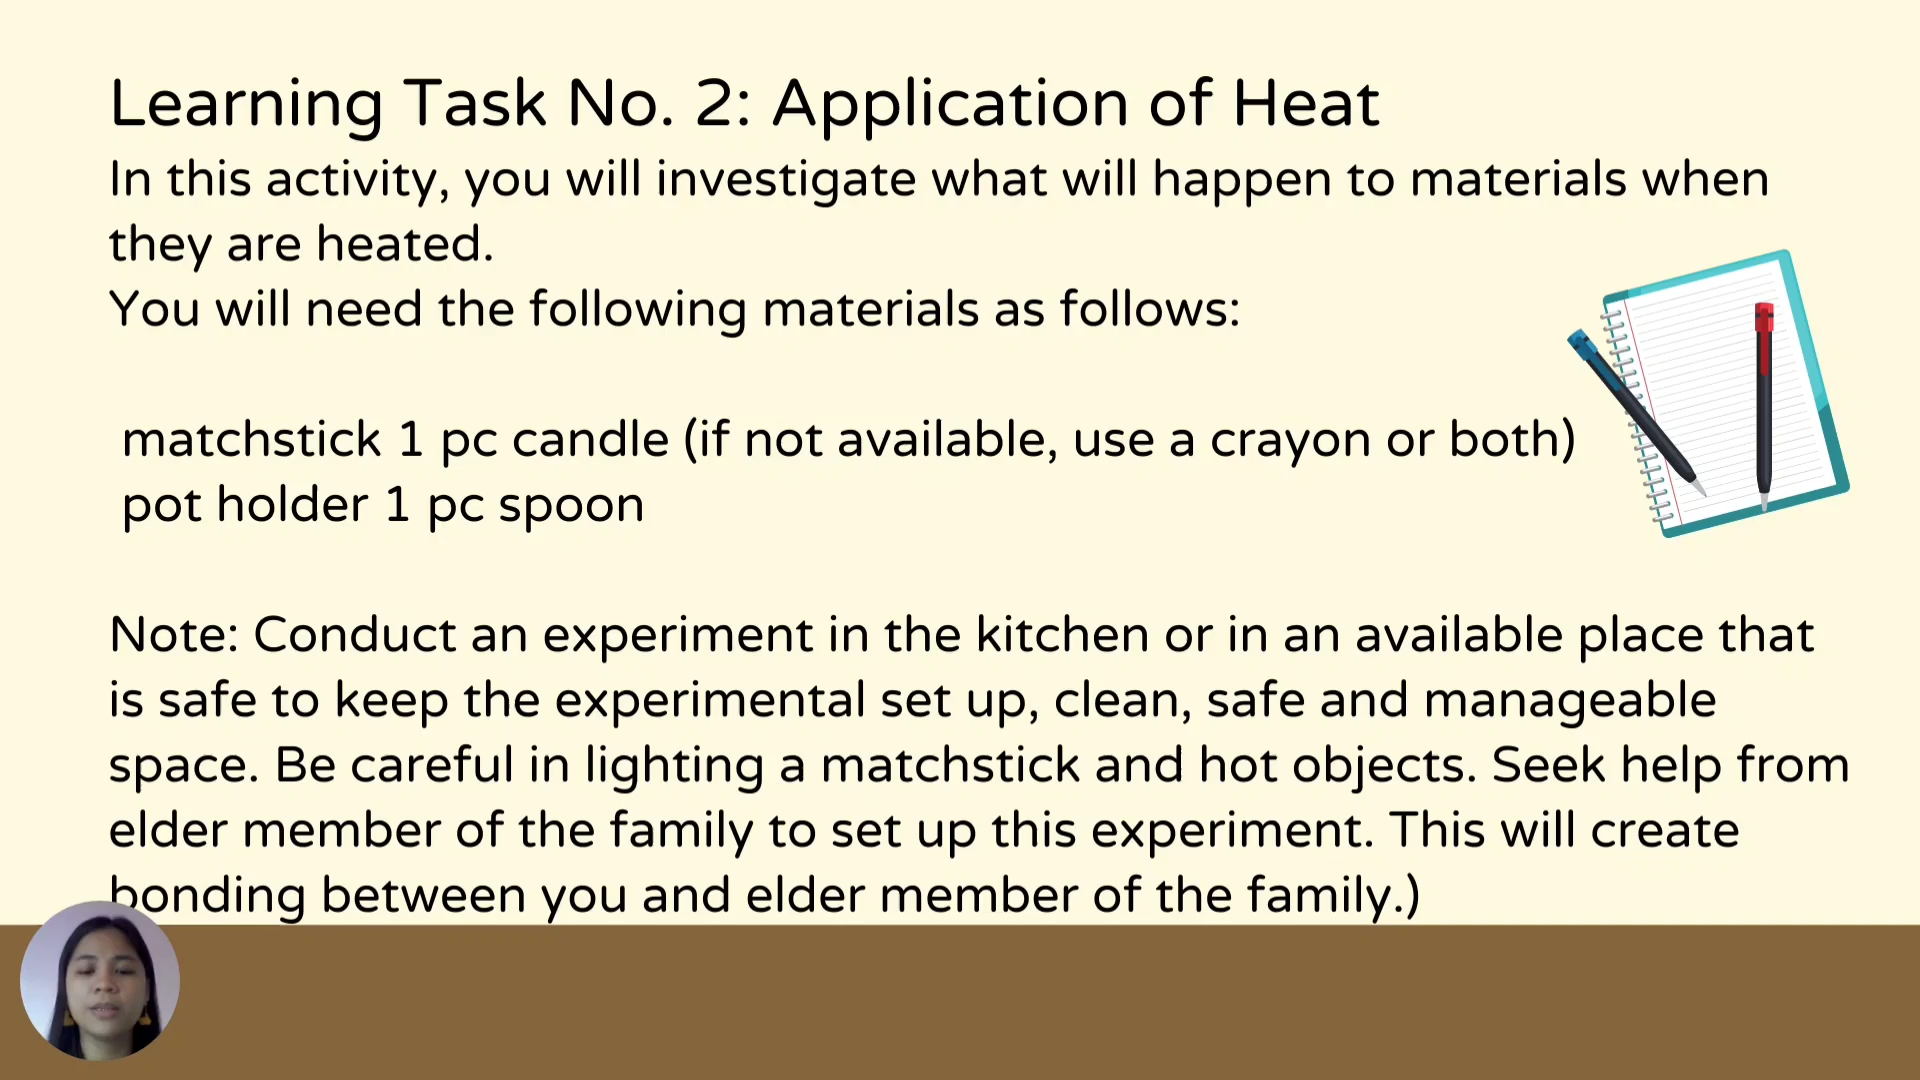 Learning Task No. 2: Application of Heat
In this activity, you will investigate what will happen to materials when
they are heated.
You will need the following materials as follows:
matchstick 1 pc candle (if not available, use a crayon or both)
pot holder 1 pc spoon
Note: Conduct an experiment in the kitchen or in an available place that
is safe to keep the experimental set up, clean, safe and manageable
space. Be careful in lighting a matchstick and hot objects. Seek help from
elder member of the family to set up this experiment. This will create
bonding between you and elder member of the family.)